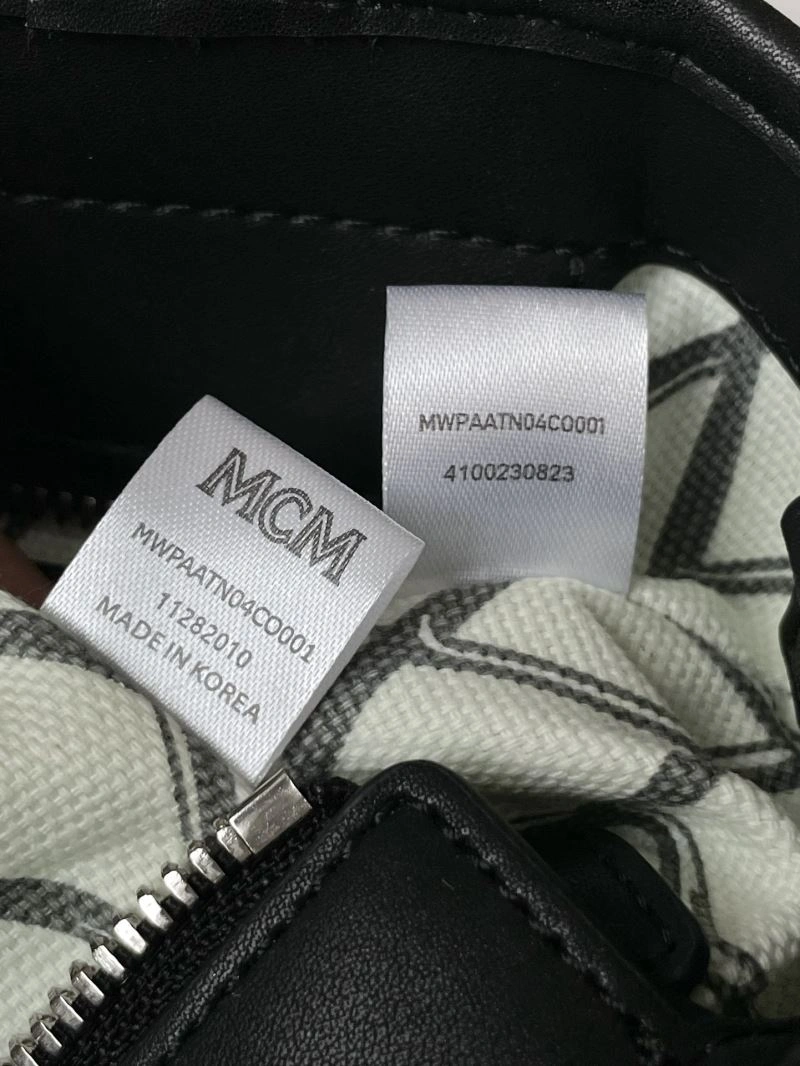 MCM
MWPAATN04CO001
11282010
MADE IN KOREA
MWPAATN04CO001
4100230823